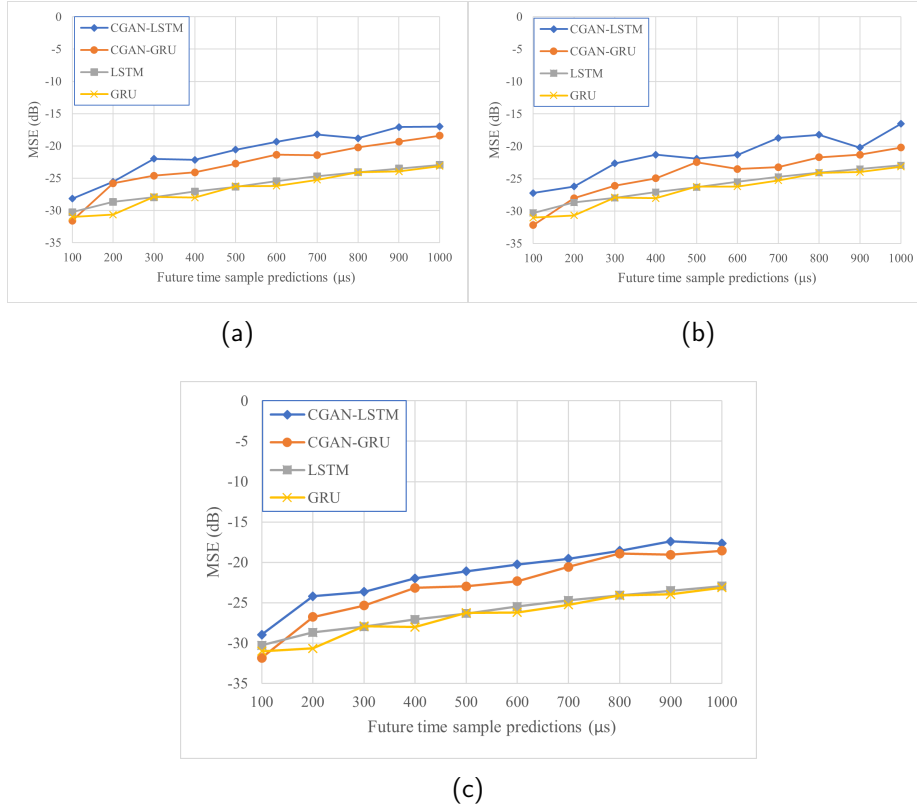 0
-5
-10
-15
-20
-25
-30
-35
MSE (dB)
CGAN-LSTM
CGAN-GRU
LSTM
GRU
100 200 300 400 500 600 700 800 900 1000
Future time sample predictions (µs)
(a)
0
-5
-10
-15
-20
-25
-30
-35
MSE (dB)
CGAN-LSTM
CGAN-GRU
LSTM
GRU
100 200 300 400 500 600 700 800 900 1000
Future time sample predictions (µs)
(b)
0
-5
-10
-15
-20
-25
-30
-35
MSE (dB)
CGAN-LSTM
CGAN-GRU
LSTM
GRU
100 200 300 400 500 600 700 800 900 1000
Future time sample predictions (µs)
(c)